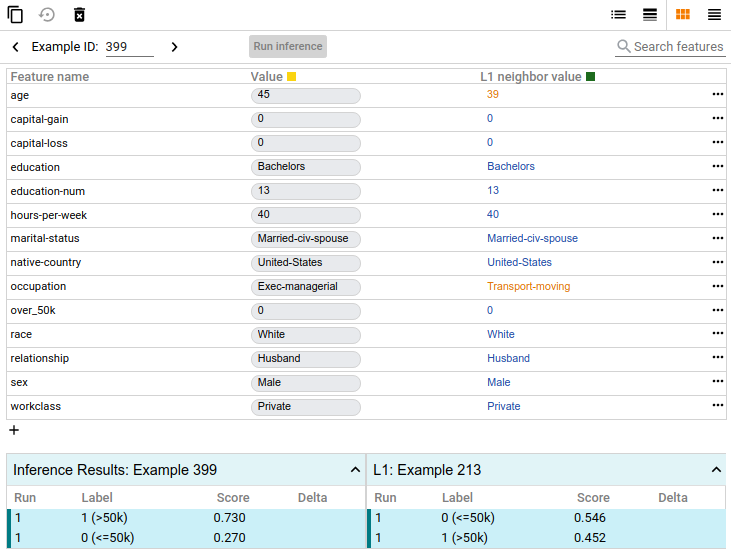 Example ID: 399 Run inference Search features
Feature name Value L1 neighbor value
age 45 39
capital-gain 0 0
capital-loss 0 0
education Bachelors Bachelors
education-num 13 13
hours-per-week 40 40
marital-status Married-civ-spouse Married-civ-spouse
native-country United-States United-States
occupation Exec-managerial Transport-moving
over_50k 0 0
race White White
relationship Husband Husband
sex Male Male
workclass Private Private
Inference Results: Example 399 L1: Example 213
Run Label Score Delta Run Label Score Delta
1 1 (>50k) 0.730 1 0 (<=50k) 0.546
1 0 (<=50k) 0.270 1 1 (>50k) 0.452